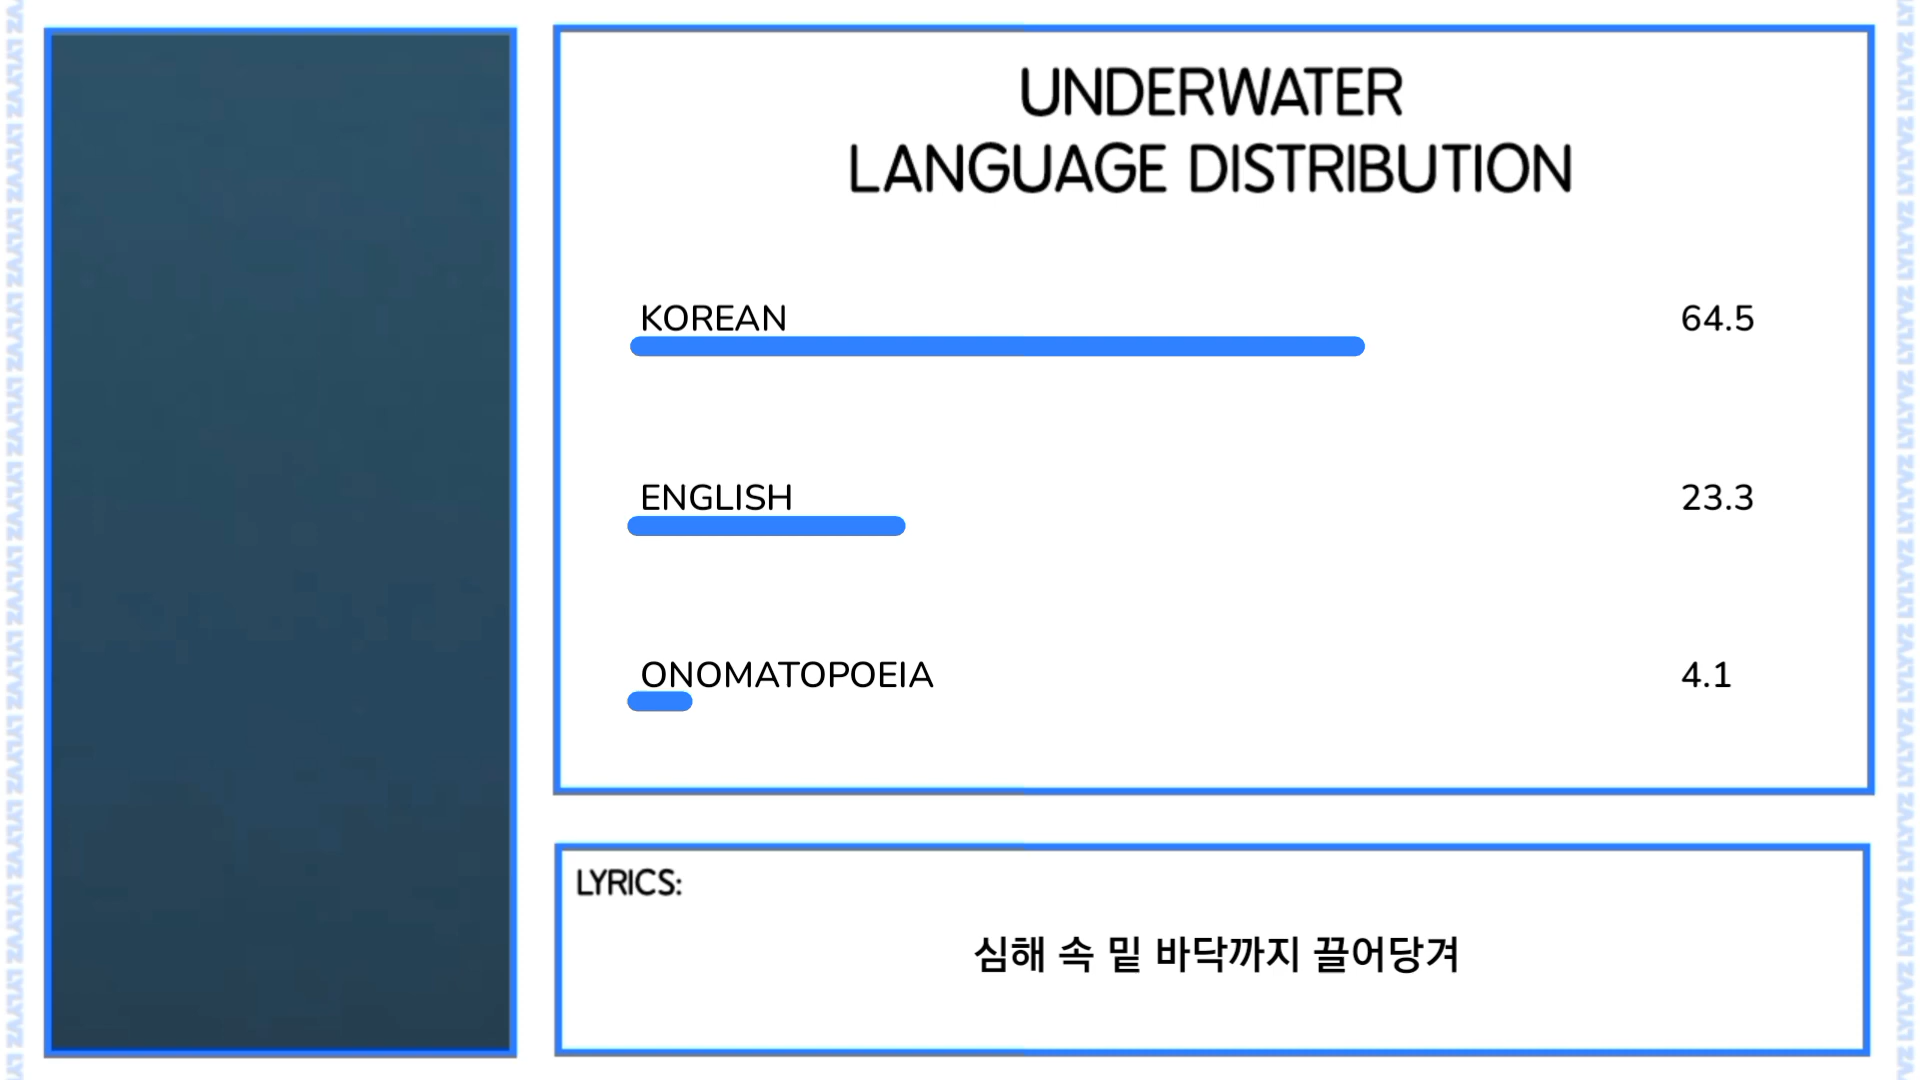 UNDERWATER
LANGUAGE DISTRIBUTION
KOREAN 64.5
ENGLISH 23.3
ONOMATOPOEIA 4.1
LYRICS:
심해 속 밑 바닥까지 끌어당겨